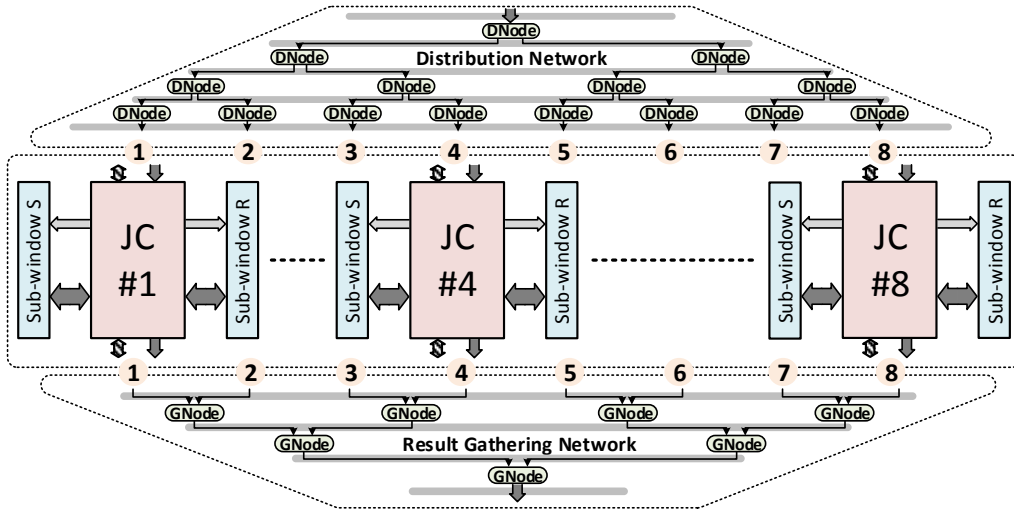 DNode
DNode Distribution Network DNode
DNode DNode DNode DNode
DNode DNode DNode DNode DNode DNode DNode DNode
1 2 3 4 5 6 7 8
Sub-window S
JC
#1
Sub-window R
Sub-window S
JC
#4
Sub-window R
Sub-window S
JC
#8
Sub-window R
1 2 3 4 5 6 7 8
GNode GNode GNode GNode
GNode Result Gathering Network GNode
GNode